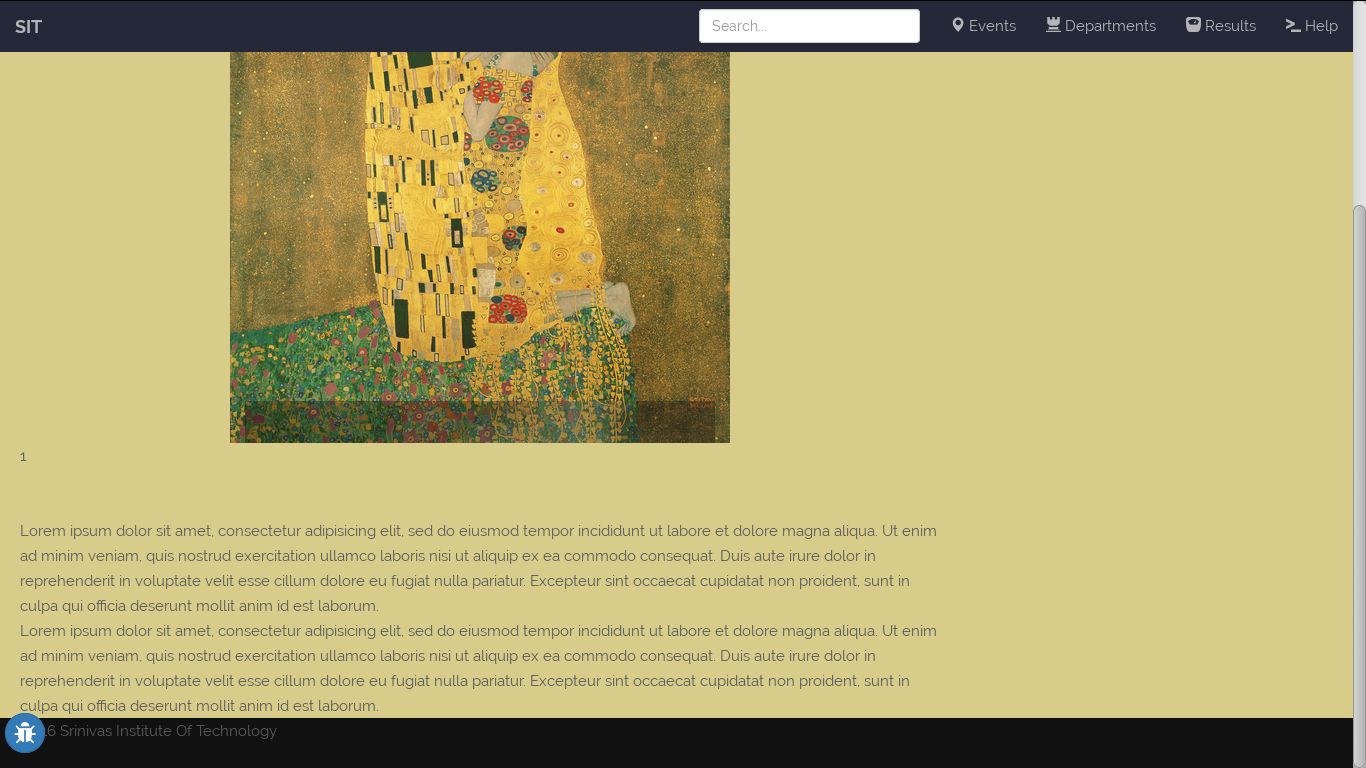 SIT
Search...
Events
Departments
Results
Help
1
Lorem ipsum dolor sit amet, consectetur adipisicing elit, sed do eiusmod tempor incididunt ut labore et dolore magna aliqua. Ut enim
ad minim veniam, quis nostrud exercitation ullamco laboris nisi ut aliquip ex ea commodo consequat. Duis aute irure dolor in
reprehenderit in voluptate velit esse cillum dolore eu fugiat nulla pariatur. Excepteur sint occaecat cupidatat non proident, sunt in
culpa qui officia deserunt mollit anim id est laborum.
Lorem ipsum dolor sit amet, consectetur adipisicing elit, sed do eiusmod tempor incididunt ut labore et dolore magna aliqua. Ut enim
ad minim veniam, quis nostrud exercitation ullamco laboris nisi ut aliquip ex ea commodo consequat. Duis aute irure dolor in
reprehenderit in voluptate velit esse cillum dolore eu fugiat nulla pariatur. Excepteur sint occaecat cupidatat non proident, sunt in
culpa qui officia deserunt mollit anim id est laborum.
Srinivas Institute Of Technology